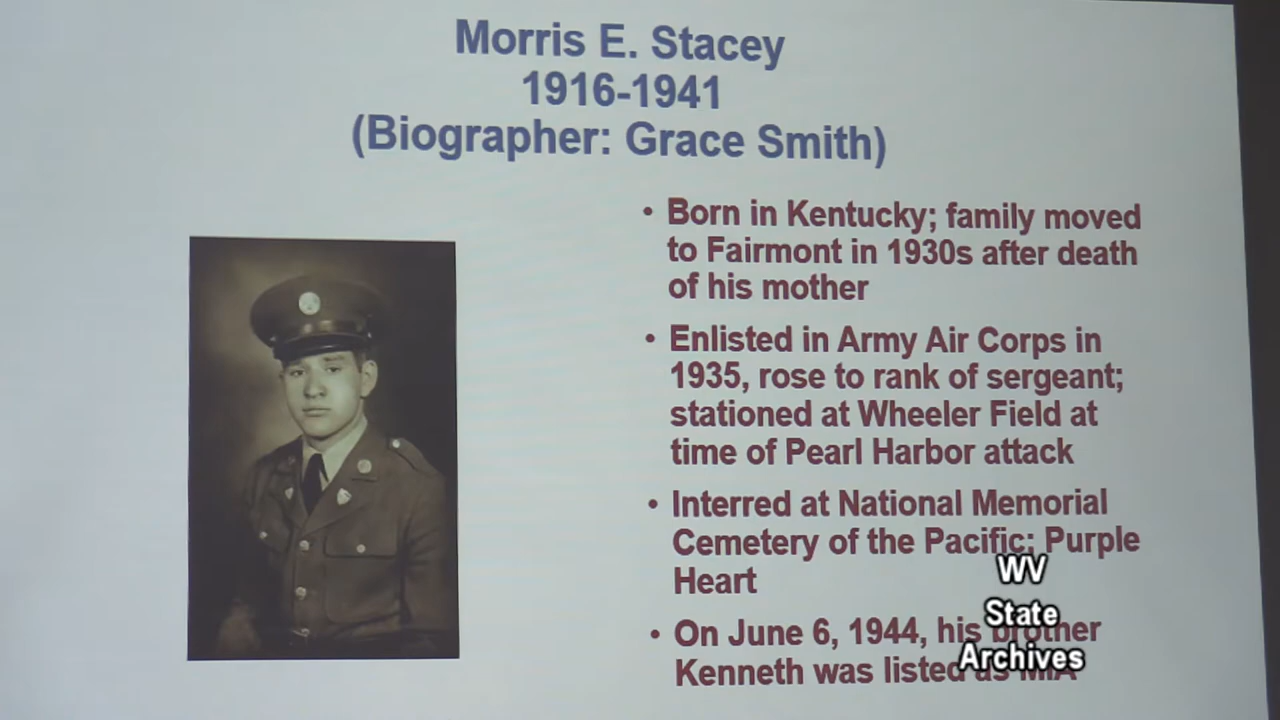 Morris E. Stacey
1916-1941
(Biographer: Grace Smith)
• Born in Kentucky; family moved
to Fairmont in 1930s after death
of his mother
• Enlisted in Army Air Corps in
1935, rose to rank of sergeant;
stationed at Wheeler Field at
time of Pearl Harbor attack
• Interred at National Memorial
Cemetery of the Pacific; Purple
Heart
• On June 6, 1944, his brother
Kenneth was listed as MIA
WV
State
Archives